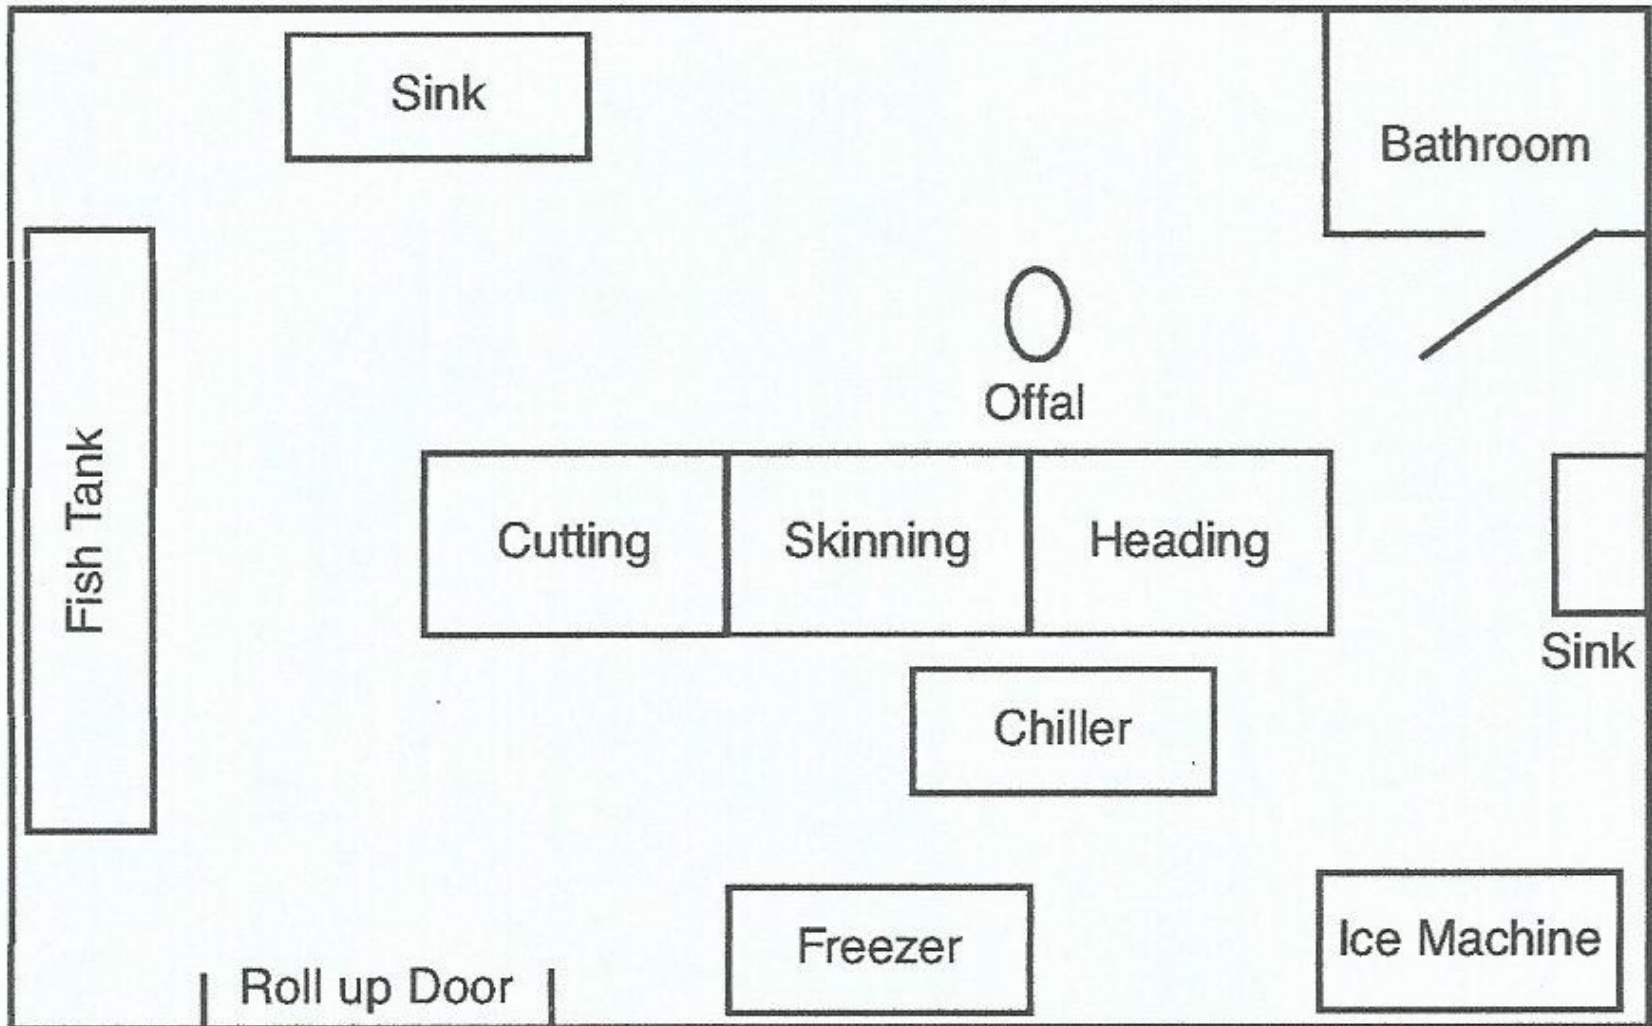 Sink
Bathroom
Offal
Fish Tank
Cutting
Skinning
Heading
Sink
Chiller
Freezer
Ice Machine
Roll up Door